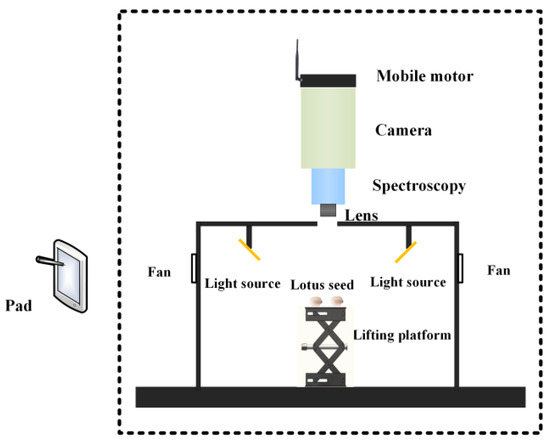 Mobile motor
Camera
Spectroscopy
Lens
Fan
Light source
Lotus seed
Light source
Fan
Pad
Lifting platform